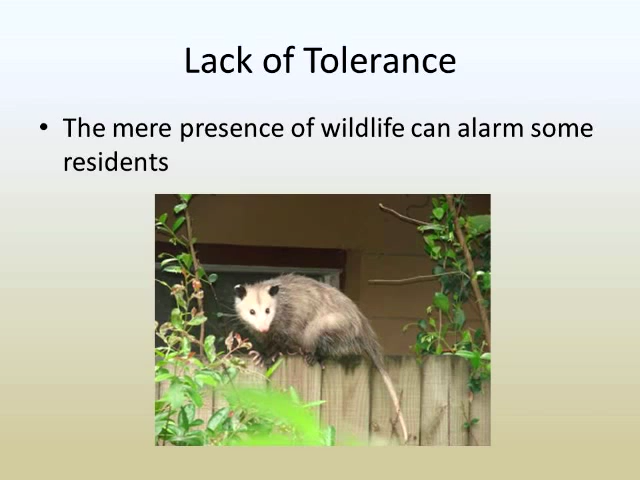 Lack of Tolerance
• The mere presence of wildlife can alarm some
residents